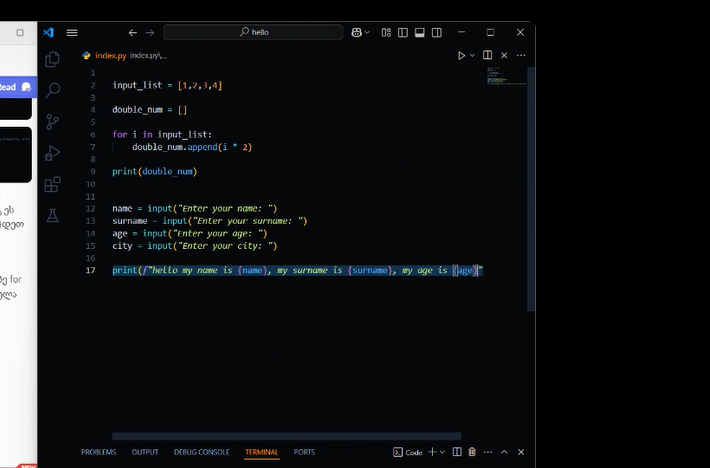 hello
index.py index.py\...
Read
1
2 input_list = [1,2,3,4]
3
4 double_num = []
5
6 for i in input_list:
7 double_num.append(i * 2)
8
9 print(double_num)
10
11
12 name = input("Enter your name: ")
13 surname = input("Enter your surname: ")
14 age = input("Enter your age: ")
15 city = input("Enter your city: ")
16
17 print(f"hello my name is {name}, my surname is {surname}, my age is {age}"
ეს
ზე for
PROBLEMS OUTPUT DEBUG CONSOLE TERMINAL PORTS
Code
NEW